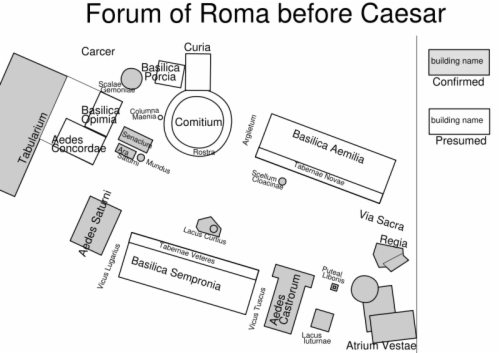 Forum of Roma before Caesar
Carcer
Curia
Basilica
Porcia
building name
Confirmed
building name
Presumed
Scalae
Gemoniae
Basilica
Opimia
Columna
Maenia
Comitium
Rostra
Argiletum
Basilica Aemilia
Tabernae Novae
Tabularium
Aedes
Concordae
Senaculum
Ara
Saturni
Mundus
Scellum
Cloacinae
Via Sacra
Regia
Aedes Saturni
Lacus Curtius
Vicus Lugarius
Tabernae Veteres
Basilica Sempronia
Vicus Tuscus
Aedes
Castrorum
Puteal
Libonis
Lacus
Iuturnae
Atrium Vestae